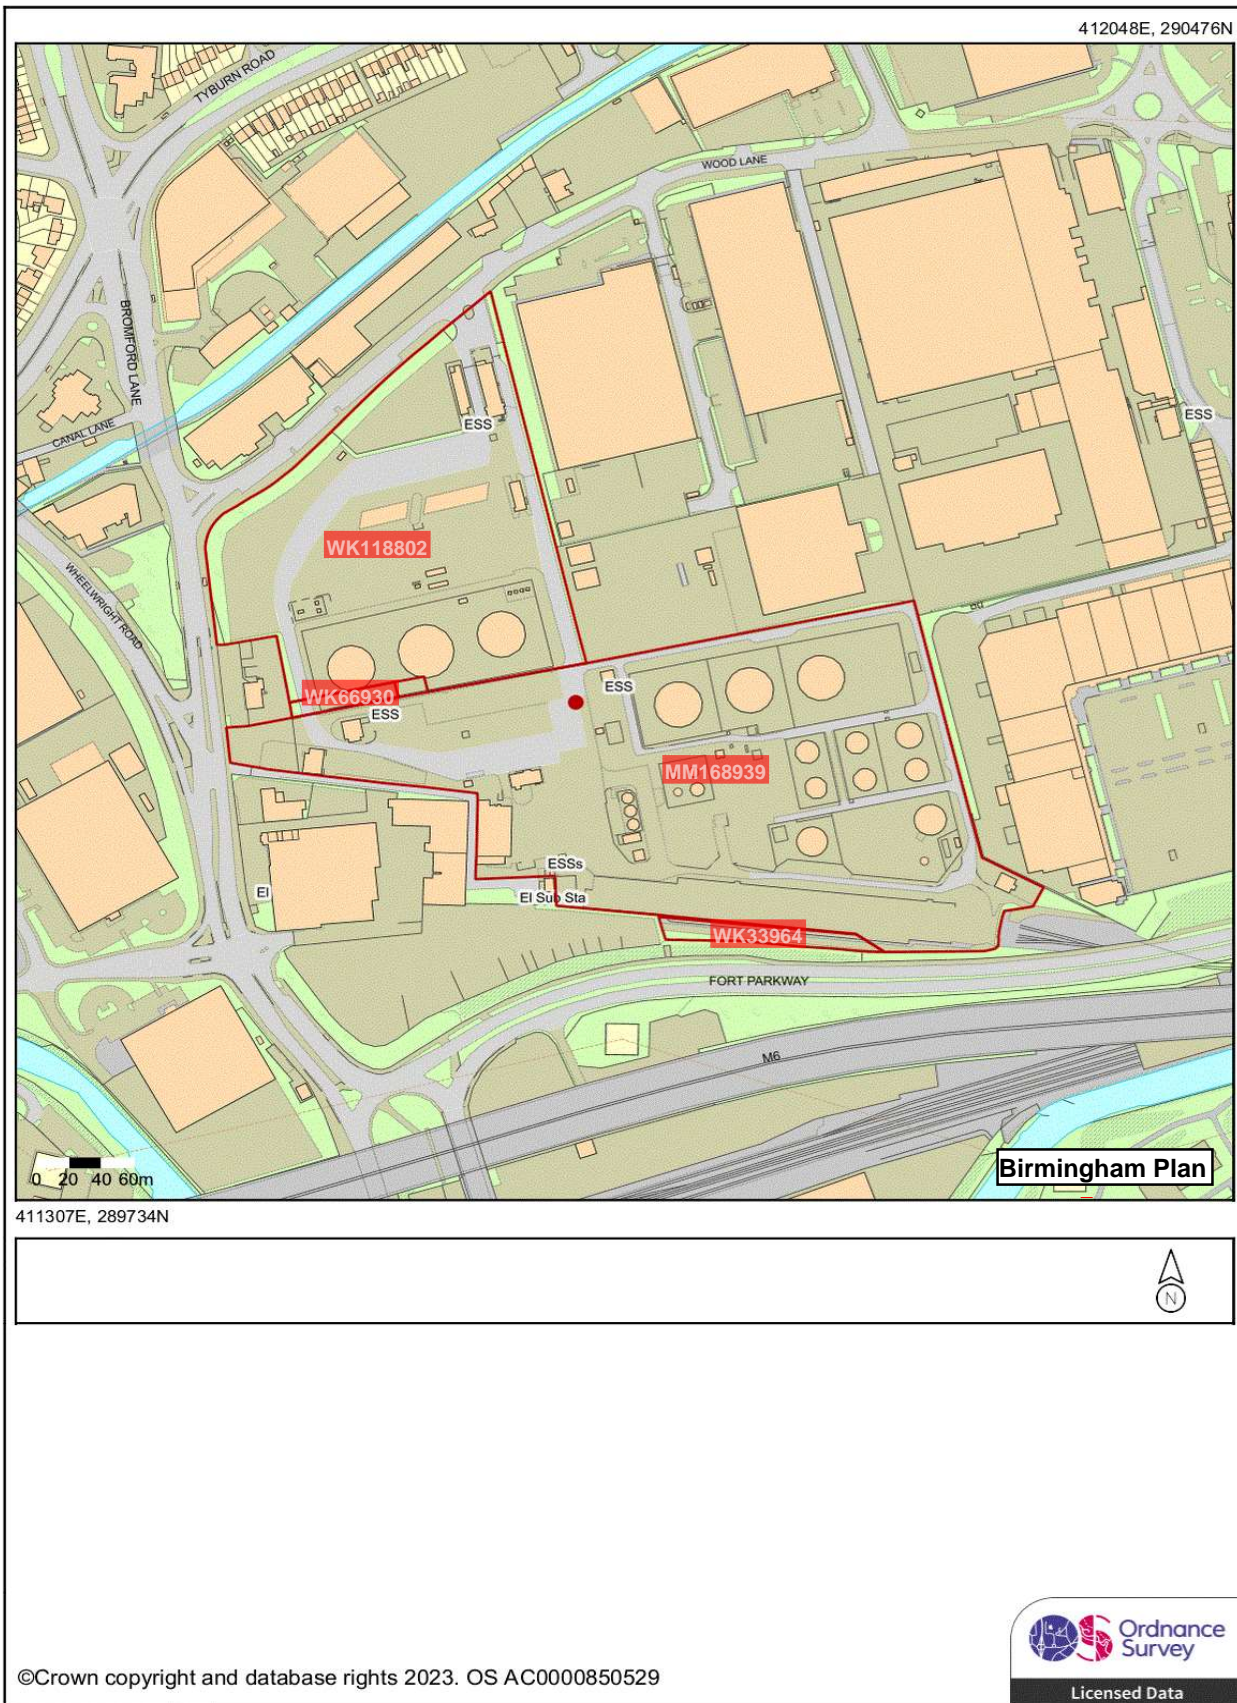 412048E, 290476N
TYBURN ROAD
WOOD LANE
BROMFORD LANE
CANAL LANE
ESS
ESS
WK118802
WHEELWRIGHT ROAD
ESS
WK66930
ESS
MM168939
ESSs
El
El Sub Sta
WK33964
FORT PARKWAY
M6
0 20 40 60m
Birmingham Plan
411307E, 289734N
N
Ordnance
Survey
©Crown copyright and database rights 2023. OS AC0000850529
Licensed Data